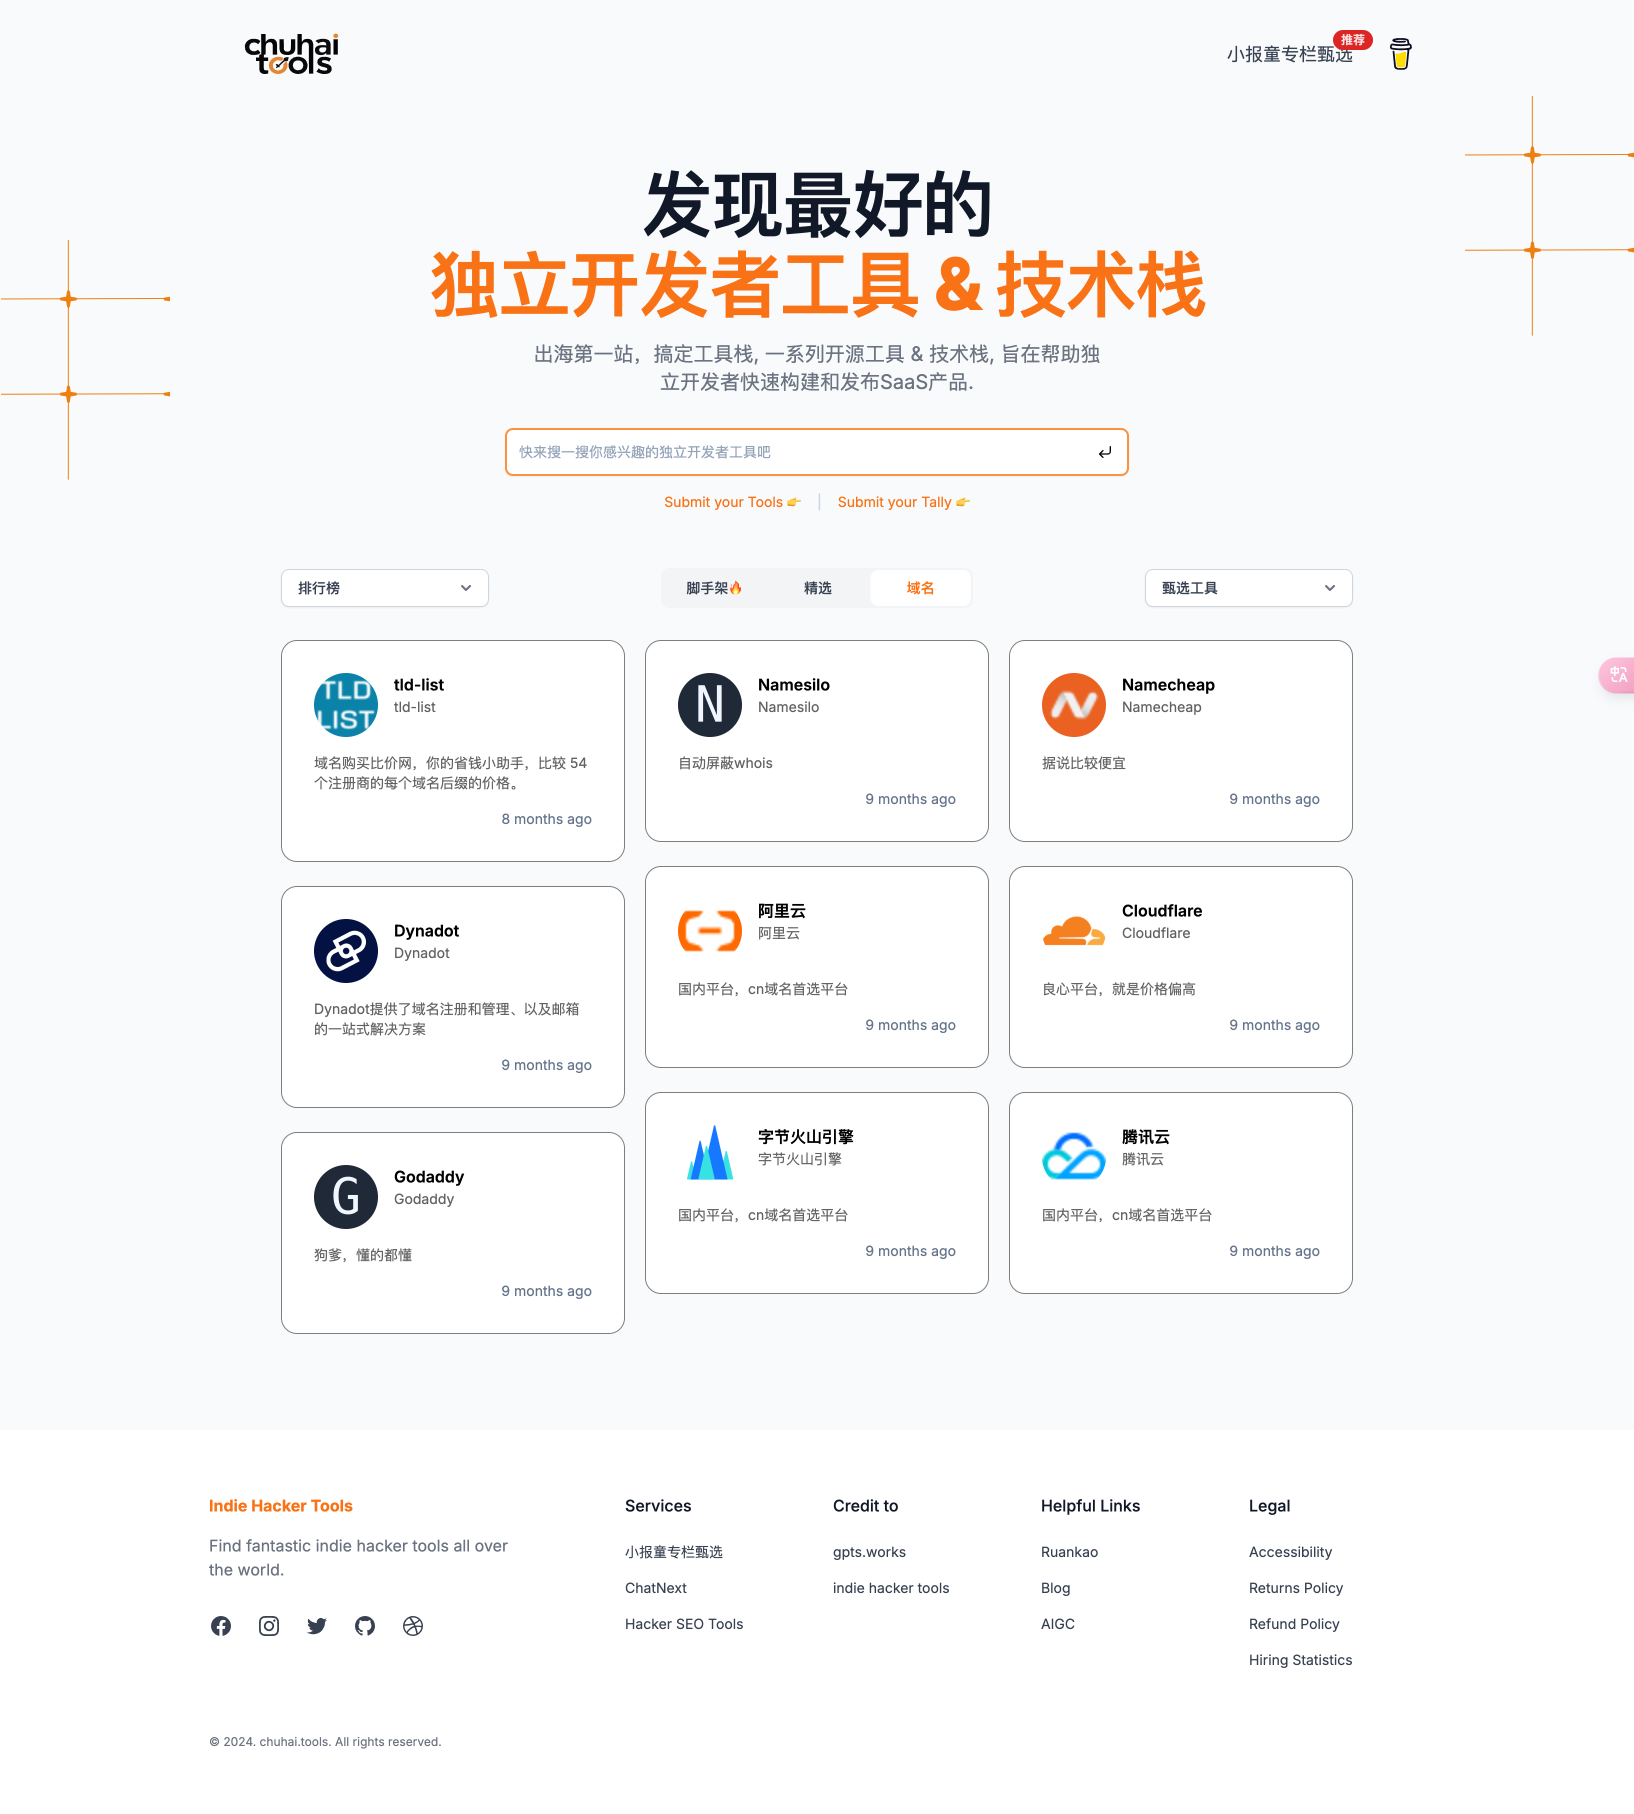 chuhai
tools
小报童专栏甄选
推荐
发现最好的
独立开发者工具 & 技术栈
出海第一站，搞定工具栈, 一系列开源工具 & 技术栈, 旨在帮助独
立开发者快速构建和发布SaaS产品.
快来搜一搜你感兴趣的独立开发者工具吧
Submit your Tools 👉
Submit your Tally 👉
排行榜
脚手架🔥
精选
域名
甄选工具
TLD
LIST
tld-list
tld-list
域名购买比价网，你的省钱小助手，比较 54
个注册商的每个域名后缀的价格。
8 months ago
N
Namesilo
Namesilo
自动屏蔽whois
9 months ago
Namecheap
Namecheap
据说比较便宜
9 months ago
Dynadot
Dynadot
Dynadot提供了域名注册和管理、以及邮箱
的一站式解决方案
9 months ago
阿里云
阿里云
国内平台，cn域名首选平台
9 months ago
Cloudflare
Cloudflare
良心平台，就是价格偏高
9 months ago
G
Godaddy
Godaddy
狗爹，懂的都懂
9 months ago
字节火山引擎
字节火山引擎
国内平台，cn域名首选平台
9 months ago
腾讯云
腾讯云
国内平台，cn域名首选平台
9 months ago
Indie Hacker Tools
Find fantastic indie hacker tools all over
the world.
Services
小报童专栏甄选
ChatNext
Hacker SEO Tools
Credit to
gpts.works
indie hacker tools
Helpful Links
Ruankao
Blog
AIGC
Legal
Accessibility
Returns Policy
Refund Policy
Hiring Statistics
© 2024. chuhai.tools. All rights reserved.